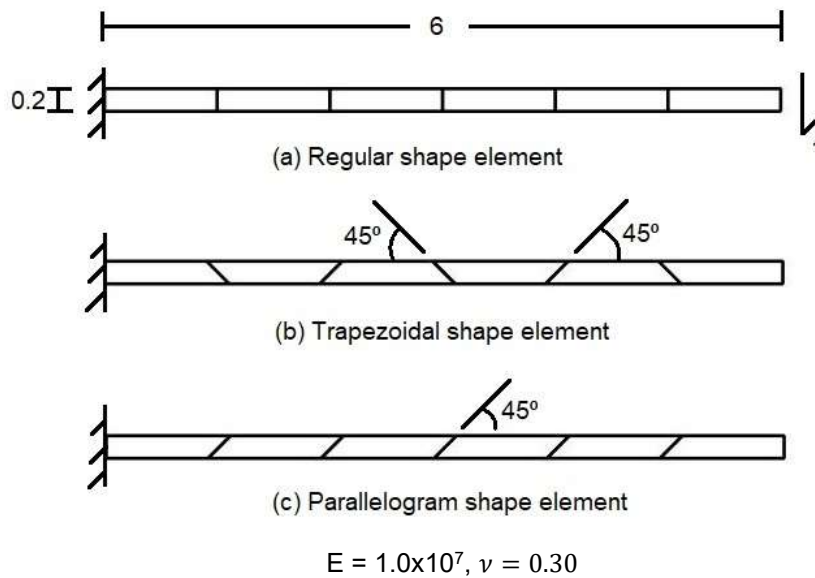 6
0.2
(a) Regular shape element
45º
45º
(b) Trapezoidal shape element
45º
(c) Parallelogram shape element
E = 1.0x10⁷, 𝜈 = 0.30